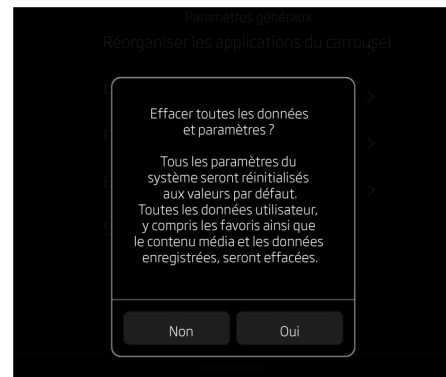 Paramètres généraux
Réorganiser les applications du carrousel
Effacer toutes les données
et paramètres ?
Tous les paramètres du
système seront réinitialisés
aux valeurs par défaut.
Toutes les données utilisateur,
y compris les favoris ainsi que
le contenu média et les données
enregistrées, seront effacées.
Non
Oui